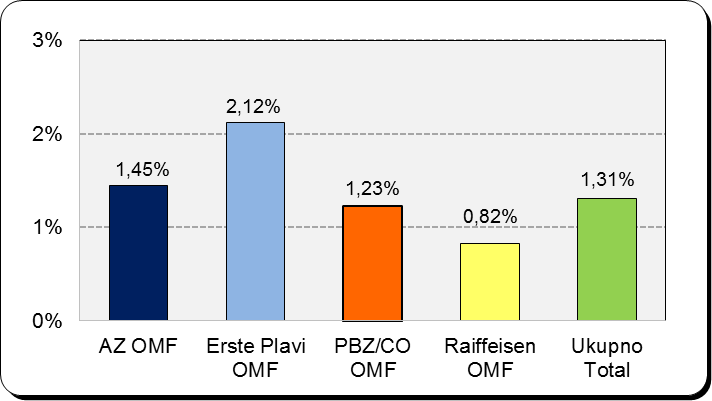 3%
2%
1%
0%
1,45%
2,12%
1,23%
0,82%
1,31%
AZ OMF
Erste Plavi
OMF
PBZ/CO
OMF
Raiffeisen
OMF
Ukupno
Total